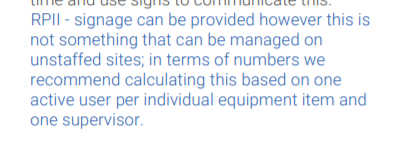 time and use signs to communicate this.
RPII - signage can be provided however this is
not something that can be managed on
unstaffed sites; in terms of numbers we
recommend calculating this based on one
active user per individual equipment item and
one supervisor.